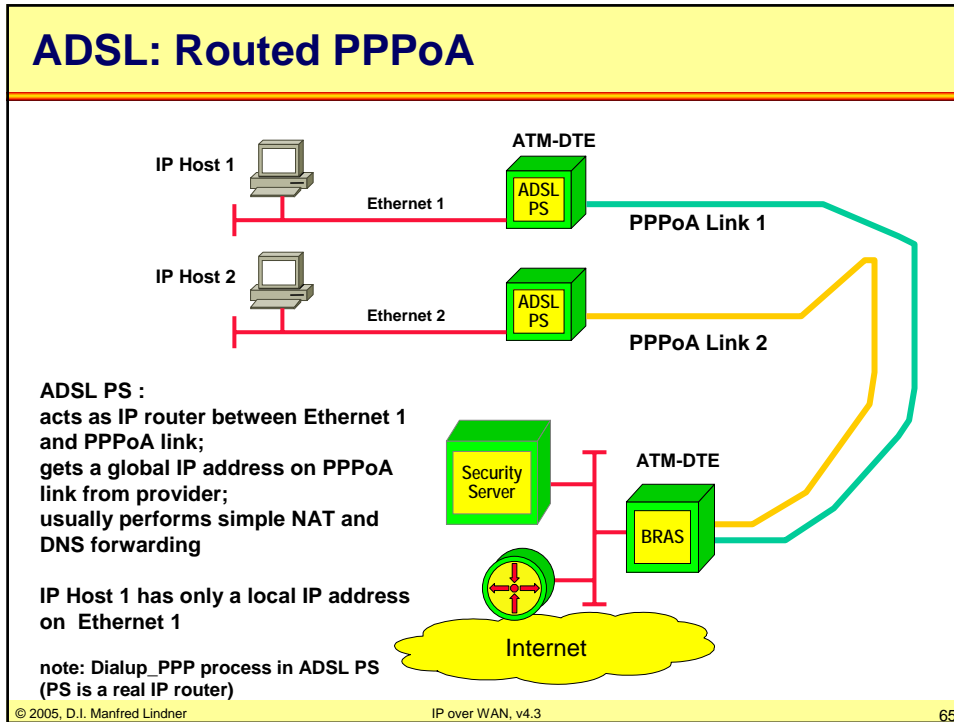 ADSL: Routed PPPoA
ATM-DTE
IP Host 1
ADSL
PS
Ethernet 1
PPPoA Link 1
IP Host 2
ADSL
PS
Ethernet 2
PPPoA Link 2
ADSL PS :
acts as IP router between Ethernet 1
and PPPoA link;
gets a global IP address on PPPoA
link from provider;
usually performs simple NAT and
DNS forwarding
IP Host 1 has only a local IP address
on Ethernet 1
note: Dialup_PPP process in ADSL PS
(PS is a real IP router)
Security
Server
ATM-DTE
BRAS
Internet
© 2005, D.I. Manfred Lindner
IP over WAN, v4.3
65